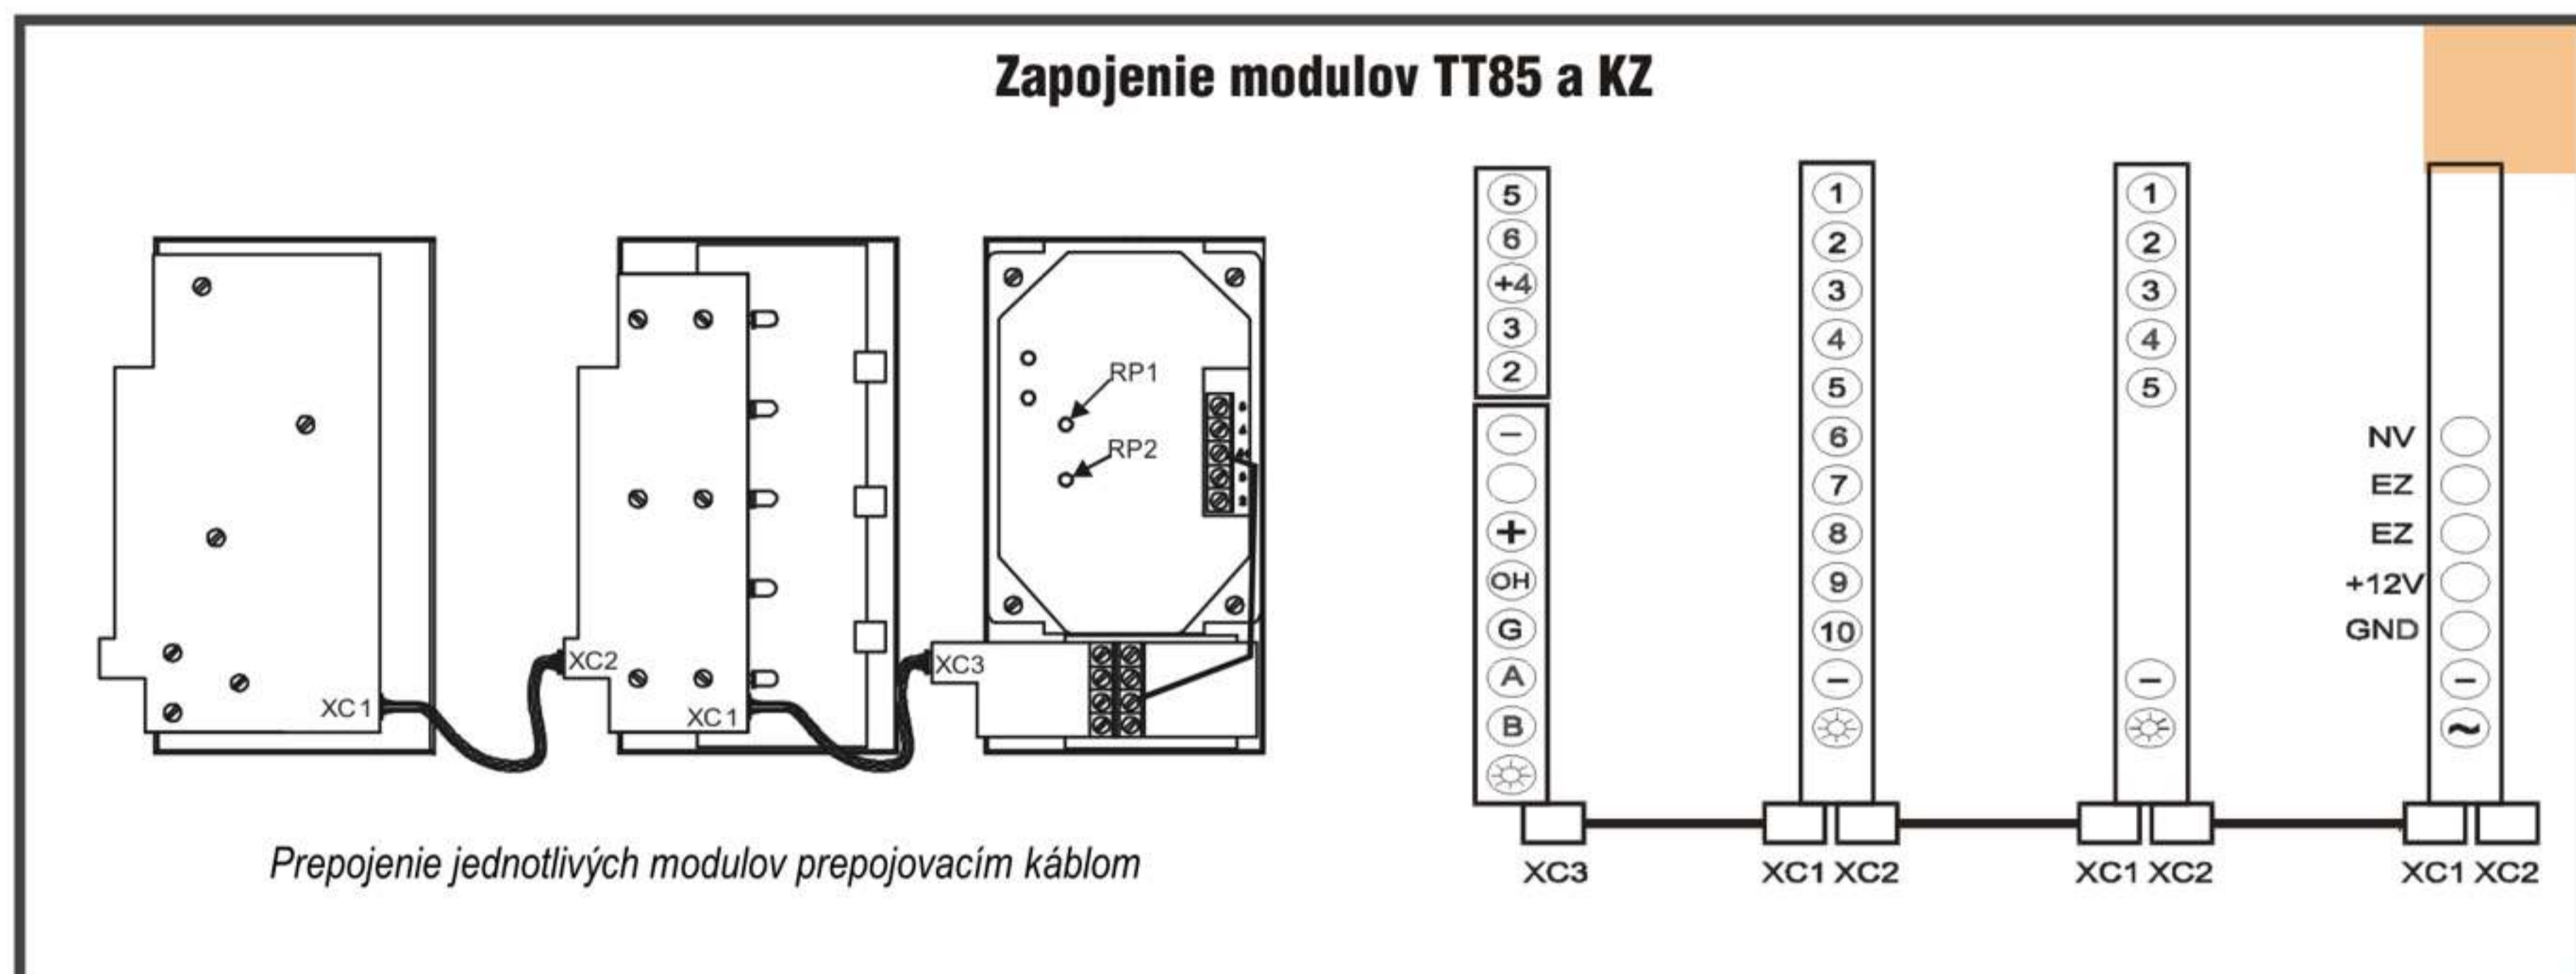 Zapojenie modulov TT85 a KZ
RP1
RP2
XC1
XC2
XC1
XC3
Prepojenie jednotlivých modulov prepojovacím káblom
5
6
+4
3
2
−
+
OH
G
A
B
XC3
1
2
3
4
5
6
7
8
9
10
−
XC1 XC2
1
2
3
4
5
−
XC1 XC2
NV
EZ
EZ
+12V
GND
−
~
XC1 XC2